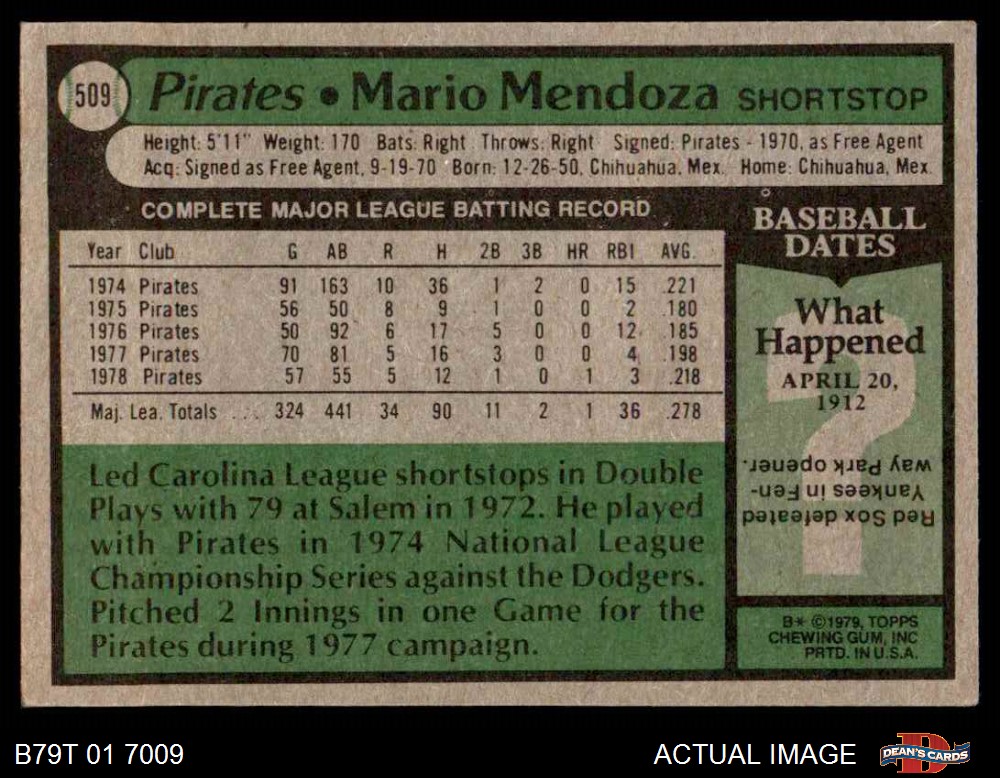 509 Pirates • Mario Mendoza SHORTSTOP
Height: 5'11" Weight: 170 Bats: Right Throws: Right Signed: Pirates - 1970, as Free Agent
Acq: Signed as Free Agent, 9-19-70 Born: 12-26-50, Chihuahua, Mex. Home: Chihuahua, Mex.
COMPLETE MAJOR LEAGUE BATTING RECORD
Year Club G AB R H 2B 3B HR RBI AVG.
1974 Pirates 91 163 10 36 1 2 0 15 .221
1975 Pirates 56 50 8 9 1 0 0 2 .180
1976 Pirates 50 92 6 17 5 0 0 12 .185
1977 Pirates 70 81 5 16 3 0 0 4 .198
1978 Pirates 57 55 5 12 1 0 1 3 .218
Maj. Lea. Totals ... 324 441 34 90 11 2 1 36 .278
Led Carolina League shortstops in Double
Plays with 79 at Salem in 1972. He played
with Pirates in 1974 National League
Championship Series against the Dodgers.
Pitched 2 Innings in one Game for the
Pirates during 1977 campaign.
BASEBALL
DATES
What
Happened
APRIL 20,
1912
?
Red Sox defeated
Yankees in Fen-
way Park opener.
B* ©1979, TOPPS
CHEWING GUM, INC
PRTD. IN U.S.A.
B79T 01 7009
ACTUAL IMAGE
D
DEAN'S CARDS